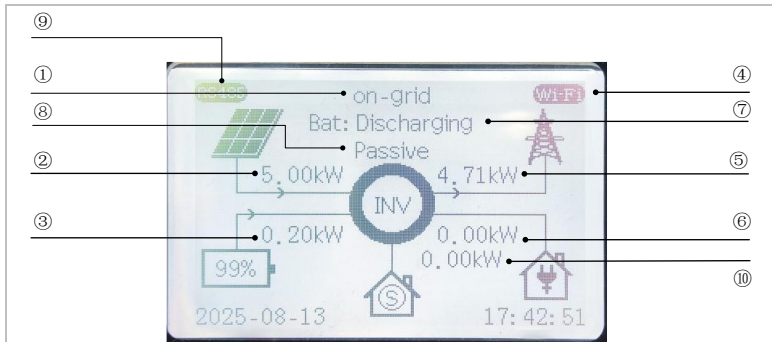 ⑨
① on-grid ④
RS485 Wi-Fi
⑧ Bat: Discharging ⑦
Passive
② 5.00kW 4.71kW ⑤
INV
③ 0.20kW 0.00kW ⑥
99% 0.00kW ⑩
S
2025-08-13 17:42:51